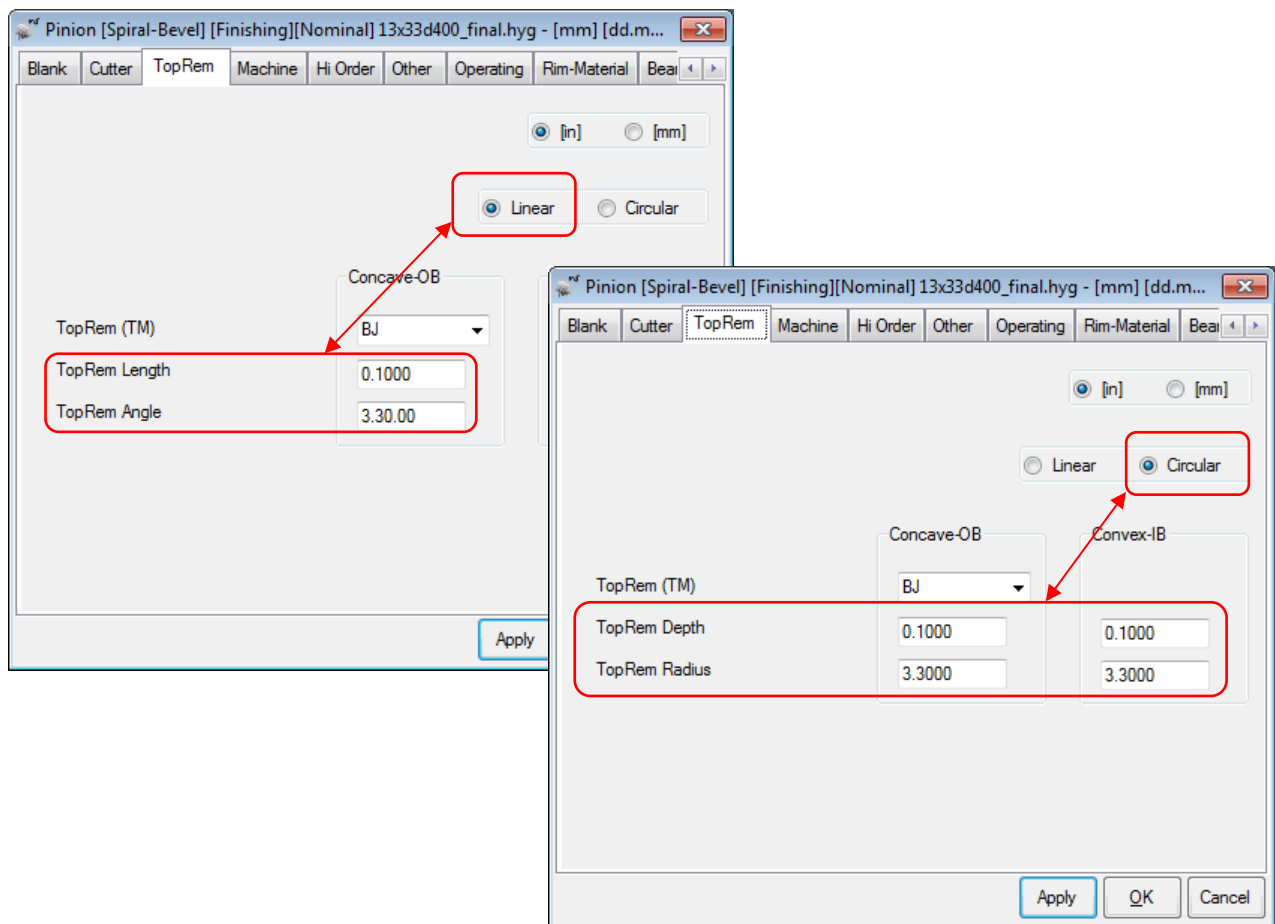 Pinion [Spiral-Bevel] [Finishing][Nominal] 13x33d400_final.hyg - [mm] [dd.m...
Blank Cutter TopRem Machine Hi Order Other Operating Rim-Material Bear
[in] [mm]
Linear Circular
Concave-OB
TopRem (TM) BJ
TopRem Length 0.1000
TopRem Angle 3.30.00
Apply
Pinion [Spiral-Bevel] [Finishing][Nominal] 13x33d400_final.hyg - [mm] [dd.m...
Blank Cutter TopRem Machine Hi Order Other Operating Rim-Material Bear
[in] [mm]
Linear Circular
Concave-OB Convex-IB
TopRem (TM) BJ
TopRem Depth 0.1000 0.1000
TopRem Radius 3.3000 3.3000
Apply OK Cancel